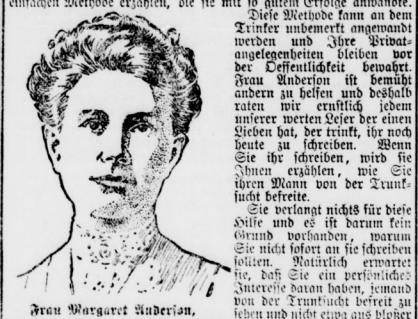 einfachen Methode erzählen, die sie mit so gutem Erfolge anwandte.
Diese Methode kann an dem
Trinker unbemerkt angewandt
werden und Ihre Privat-
angelegenheiten bleiben vor
der Oeffentlichkeit bewahrt.
Frau Anderson ist bemüht
andern zu helfen und deshalb
raten wir ernstlich jedem
unserer werten Leser der einen
Lieben hat, der trinkt, ihr noch
heute zu schreiben. Wenn
Sie ihr schreiben, wird sie
Ihnen erzählen, wie Sie
ihren Mann von der Trunk-
sucht befreite.
Sie verlangt nichts für diese
Hilfe und es ist darum kein
Grund vorhanden, warum
Sie nicht sofort an sie schreiben
sollten. Natürlich erwartet
sie, daß Sie ein persönliches
Interesse daran haben, jemand
von der Trunksucht befreit zu
sehen und nicht etwa aus bloßer
Frau Margaret Anderson,